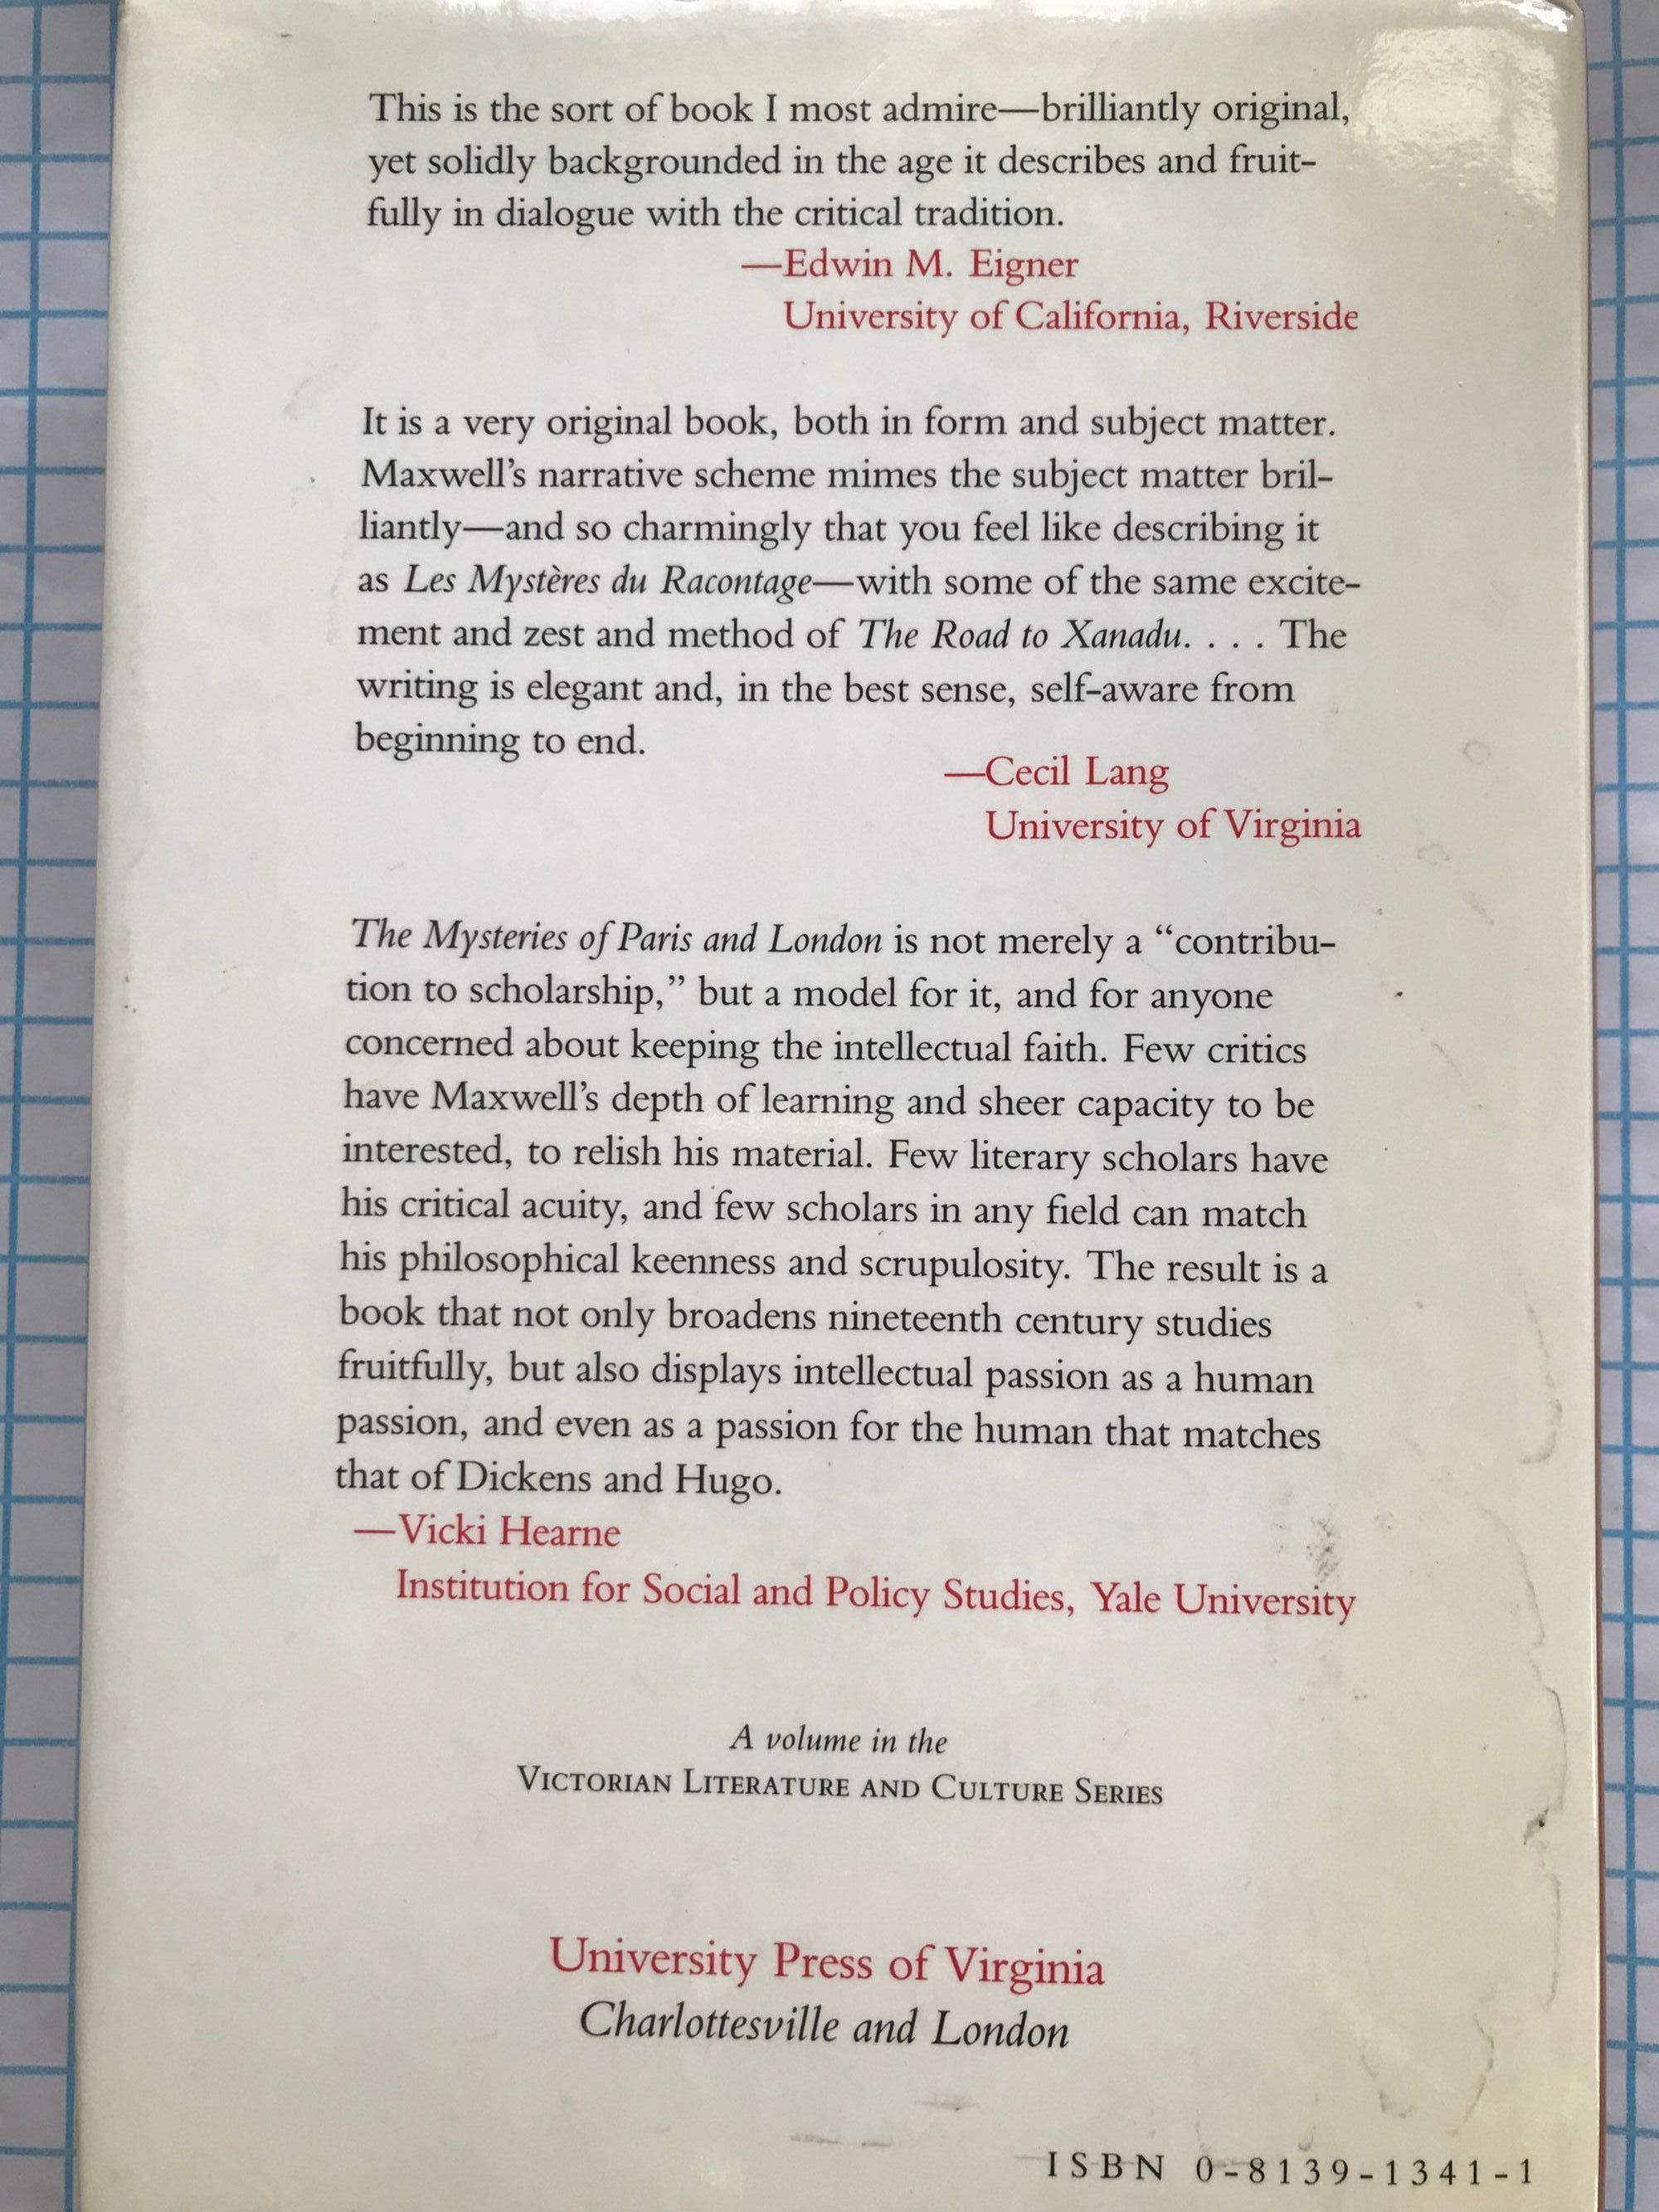 This is the sort of book I most admire—brilliantly original,
yet solidly backgrounded in the age it describes and fruit-
fully in dialogue with the critical tradition.
—Edwin M. Eigner
University of California, Riverside
It is a very original book, both in form and subject matter.
Maxwell’s narrative scheme mimes the subject matter bril-
liantly—and so charmingly that you feel like describing it
as Les Mystères du Racontage—with some of the same excite-
ment and zest and method of The Road to Xanadu. . . . The
writing is elegant and, in the best sense, self-aware from
beginning to end.
—Cecil Lang
University of Virginia
The Mysteries of Paris and London is not merely a “contribu-
tion to scholarship,” but a model for it, and for anyone
concerned about keeping the intellectual faith. Few critics
have Maxwell’s depth of learning and sheer capacity to be
interested, to relish his material. Few literary scholars have
his critical acuity, and few scholars in any field can match
his philosophical keenness and scrupulosity. The result is a
book that not only broadens nineteenth century studies
fruitfully, but also displays intellectual passion as a human
passion, and even as a passion for the human that matches
that of Dickens and Hugo.
—Vicki Hearne
Institution for Social and Policy Studies, Yale University
A volume in the
VICTORIAN LITERATURE AND CULTURE SERIES
University Press of Virginia
Charlottesville and London
ISBN 0-8139-1341-1